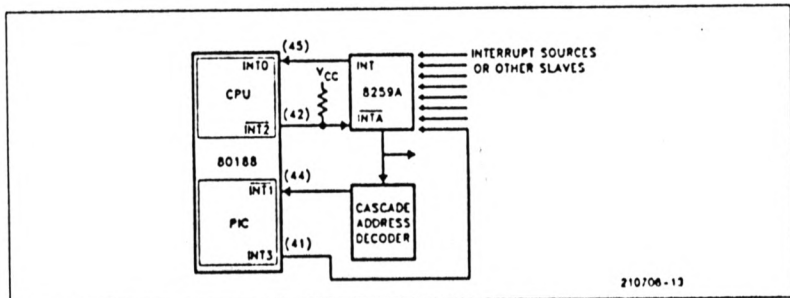 (45)
INT0
VCC
INT
INTERRUPT SOURCES
OR OTHER SLAVES
CPU
8259A
(42)
INT2
INTA
80188
(44)
INT1
CASCADE
ADDRESS
DECODER
PIC
(41)
INT3
210706-13